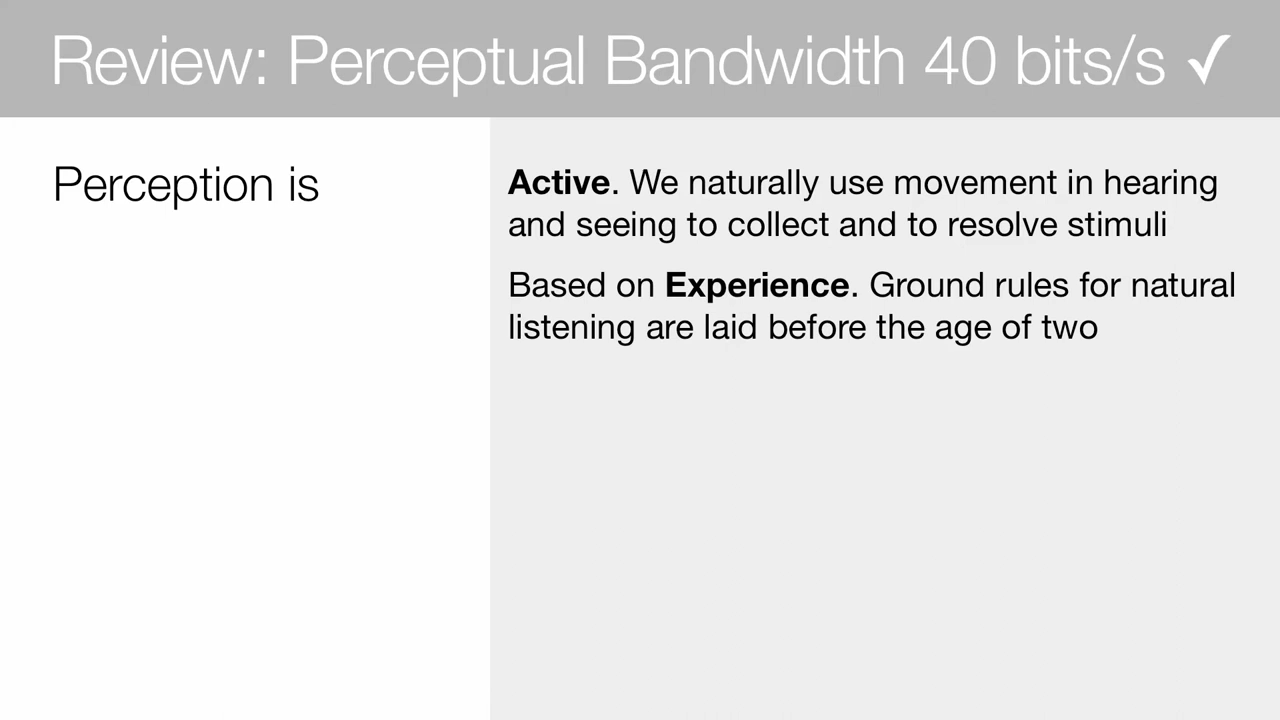 Review: Perceptual Bandwidth 40 bits/s ✓
Perception is
Active. We naturally use movement in hearing
and seeing to collect and to resolve stimuli
Based on Experience. Ground rules for natural
listening are laid before the age of two